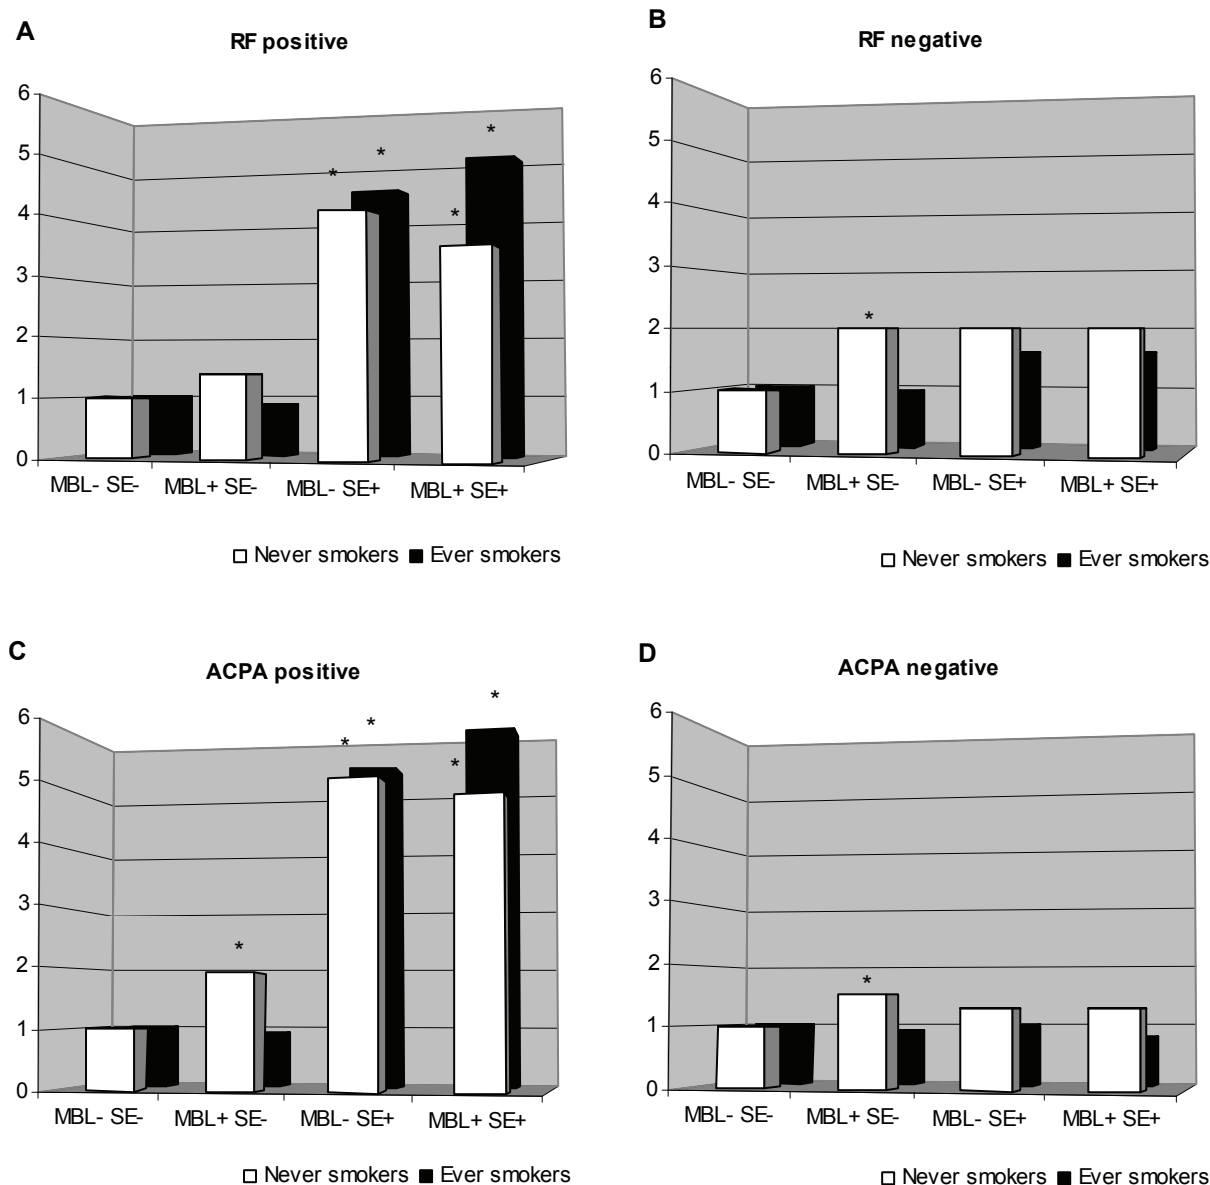 A
RF positive
6
5
4
3
2
1
0
* * * *
MBL- SE- MBL+ SE- MBL- SE+ MBL+ SE+
Never smokers Ever smokers
B
RF negative
6
5
4
3
2
1
0
*
MBL- SE- MBL+ SE- MBL- SE+ MBL+ SE+
Never smokers Ever smokers
C
ACPA positive
6
5
4
3
2
1
0
* * * * *
MBL- SE- MBL+ SE- MBL- SE+ MBL+ SE+
Never smokers Ever smokers
D
ACPA negative
6
5
4
3
2
1
0
*
MBL- SE- MBL+ SE- MBL- SE+ MBL+ SE+
Never smokers Ever smokers